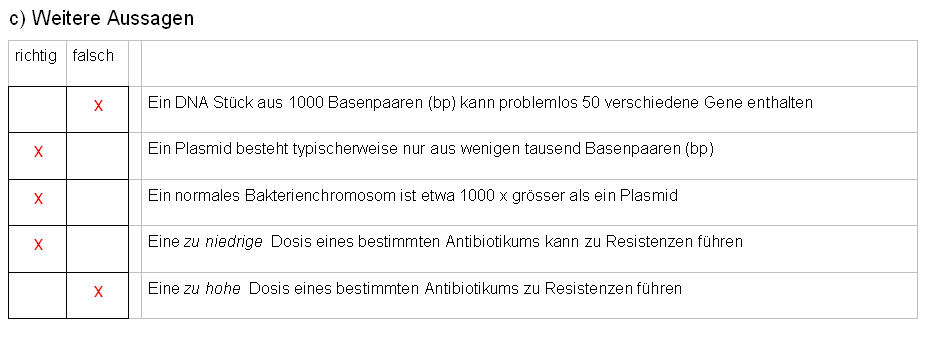 c) Weitere Aussagen
richtig falsch
X Ein DNA Stück aus 1000 Basenpaaren (bp) kann problemlos 50 verschiedene Gene enthalten
X Ein Plasmid besteht typischerweise nur aus wenigen tausend Basenpaaren (bp)
X Ein normales Bakterienchromosom ist etwa 1000 x grösser als ein Plasmid
X Eine zu niedrige Dosis eines bestimmten Antibiotikums kann zu Resistenzen führen
X Eine zu hohe Dosis eines bestimmten Antibiotikums zu Resistenzen führen